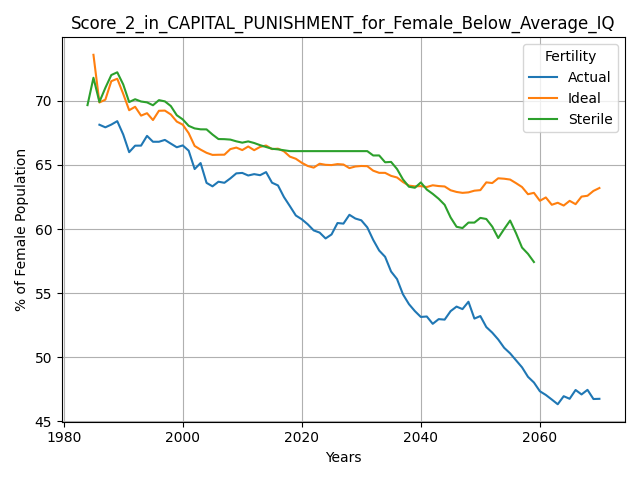 Score_2_in_CAPITAL_PUNISHMENT_for_Female_Below_Average_IQ
Fertility
Actual
Ideal
Sterile
% of Female Population
70
65
60
55
50
45
1980
2000
2020
2040
2060
Years